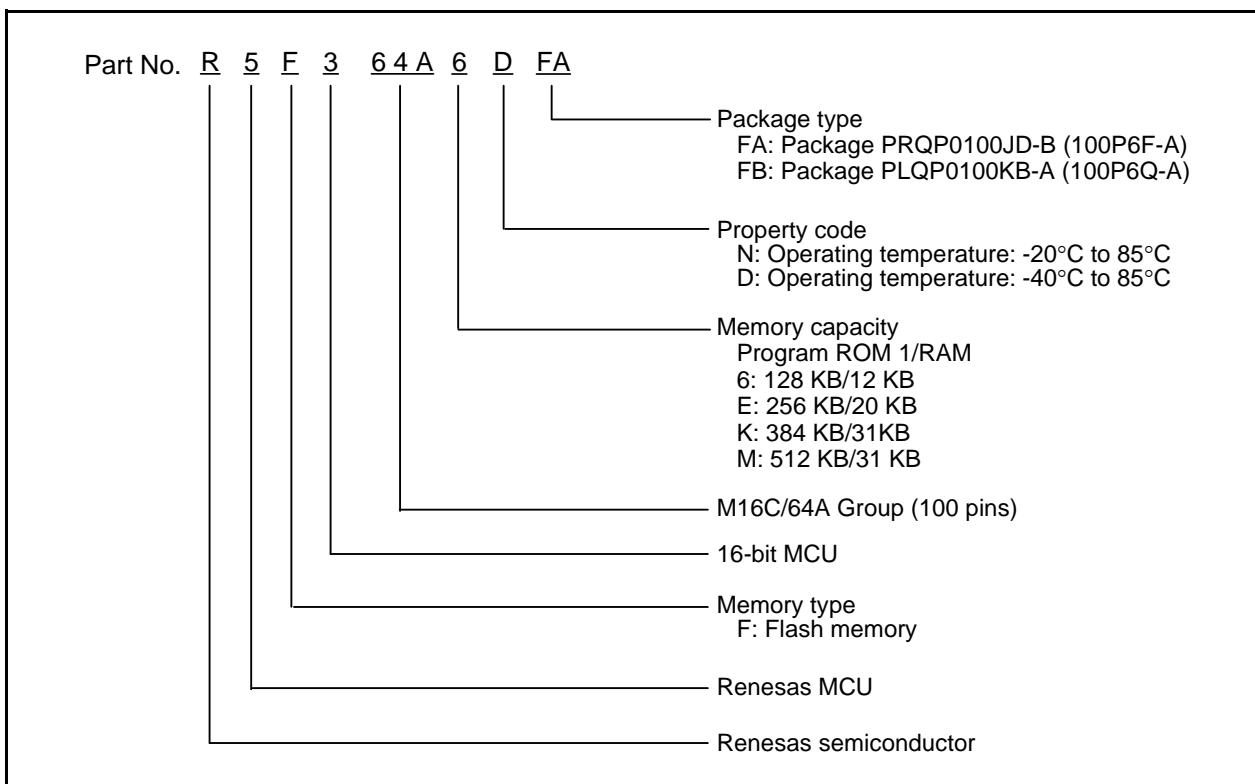 Part No. R 5 F 3 6 4 A 6 D FA
Package type
FA: Package PRQP0100JD-B (100P6F-A)
FB: Package PLQP0100KB-A (100P6Q-A)
Property code
N: Operating temperature: -20°C to 85°C
D: Operating temperature: -40°C to 85°C
Memory capacity
Program ROM 1/RAM
6: 128 KB/12 KB
E: 256 KB/20 KB
K: 384 KB/31KB
M: 512 KB/31 KB
M16C/64A Group (100 pins)
16-bit MCU
Memory type
F: Flash memory
Renesas MCU
Renesas semiconductor